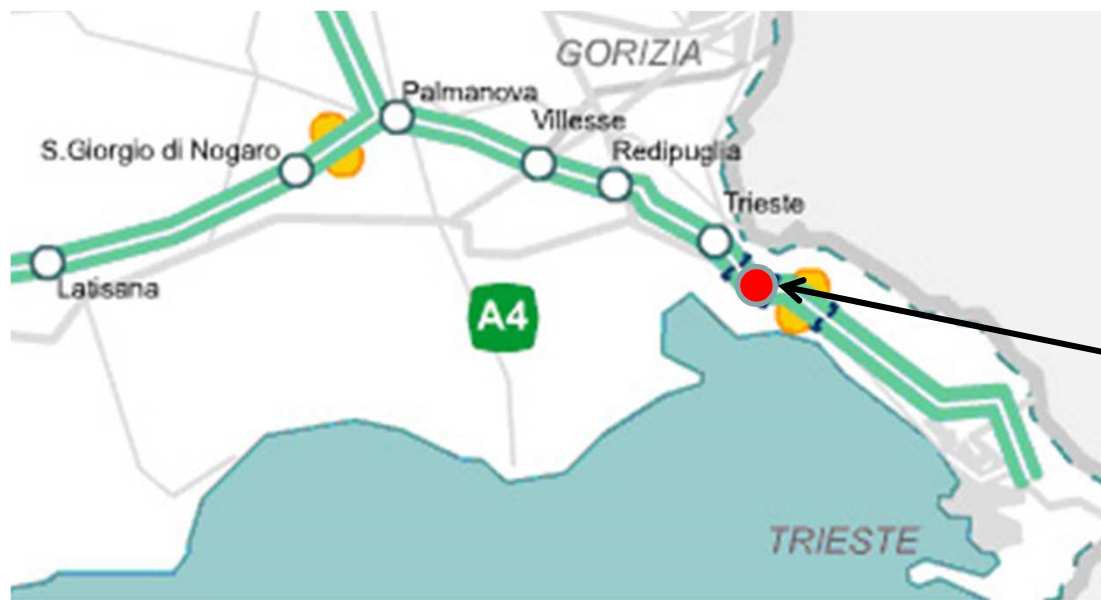 GORIZIA
Palmanova
Villesse
S.Giorgio di Nogaro
Redipuglia
Trieste
Latisana
A4
TRIESTE